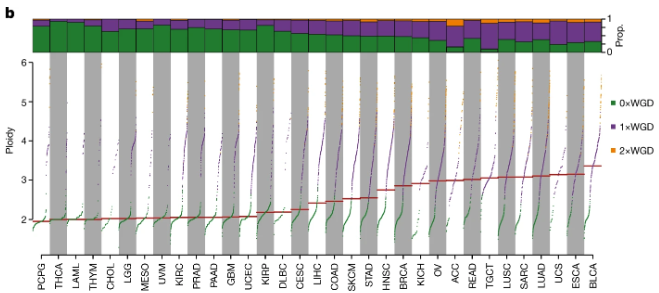 b
1
0
Prop.
6
5
4
3
2
Ploidy
0×WGD
1×WGD
2×WGD
PCPG
THCA
LAML
THYM
CHOL
LGG
MESO
UVM
KIRC
PRAD
PAAD
GBM
UCEC
KIRP
DLBC
CESC
LIHC
COAD
SKCM
STAD
HNSC
BRCA
KICH
OV
ACC
READ
TGCT
LUSC
SARC
LUAD
UCS
ESCA
BLCA